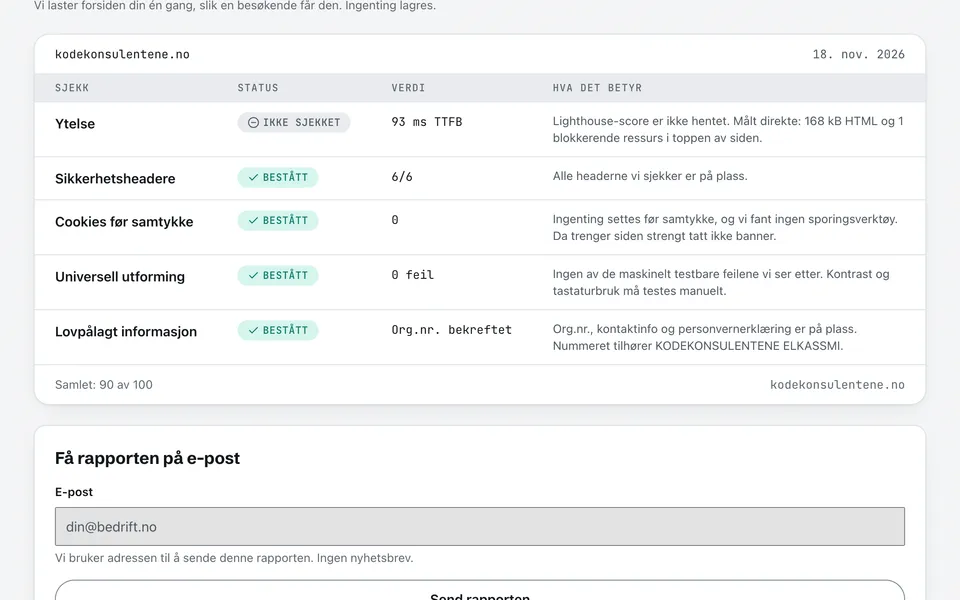 Vi laster forsiden din én gang, slik en besøkende får den. Ingenting lagres.
kodekonsulentene.no
18. nov. 2026
SJEKK STATUS VERDI HVA DET BETYR
Ytelse IKKE SJEKKET 93 ms TTFB Lighthouse-score er ikke hentet. Målt direkte: 168 kB HTML og 1
blokkerende ressurs i toppen av siden.
Sikkerhetsheadere BESTÅTT 6/6 Alle headerne vi sjekker er på plass.
Cookies før samtykke BESTÅTT 0 Ingenting settes før samtykke, og vi fant ingen sporingsverktøy.
Da trenger siden strengt tatt ikke banner.
Universell utforming BESTÅTT 0 feil Ingen av de maskinelt testbare feilene vi ser etter. Kontrast og
tastaturbruk må testes manuelt.
Lovpålagt informasjon BESTÅTT Org.nr. bekreftet Org.nr., kontaktinfo og personvernerklæring er på plass.
Nummeret tilhører KODEKONSULENTENE ELKASSMI.
Samlet: 90 av 100
kodekonsulentene.no
Få rapporten på e-post
E-post
din@bedrift.no
Vi bruker adressen til å sende denne rapporten. Ingen nyhetsbrev.
Send rapporten